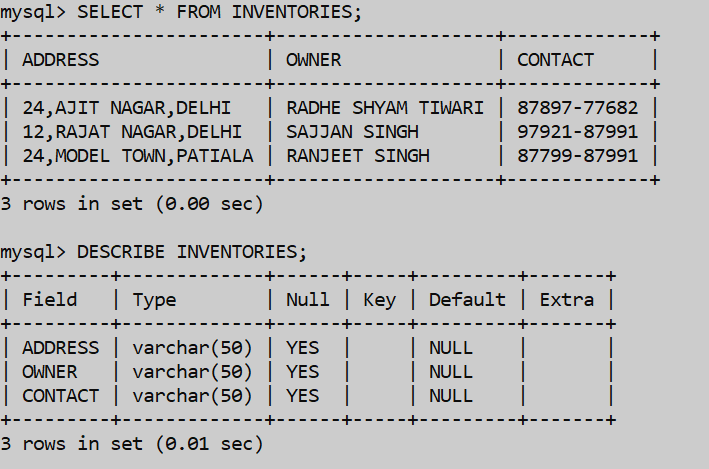 mysql> SELECT * FROM INVENTORIES;
+-----------------------+--------------------+-------------+
| ADDRESS               | OWNER              | CONTACT     |
+-----------------------+--------------------+-------------+
| 24,AJIT NAGAR,DELHI   | RADHE SHYAM TIWARI | 87897-77682 |
| 12,RAJAT NAGAR,DELHI  | SAJJAN SINGH       | 97921-87991 |
| 24,MODEL TOWN,PATIALA | RANJEET SINGH      | 87799-87991 |
+-----------------------+--------------------+-------------+
3 rows in set (0.00 sec)
mysql> DESCRIBE INVENTORIES;
+---------+-------------+------+-----+---------+-------+
| Field   | Type        | Null | Key | Default | Extra |
+---------+-------------+------+-----+---------+-------+
| ADDRESS | varchar(50) | YES  |     | NULL    |       |
| OWNER   | varchar(50) | YES  |     | NULL    |       |
| CONTACT | varchar(50) | YES  |     | NULL    |       |
+---------+-------------+------+-----+---------+-------+
3 rows in set (0.01 sec)